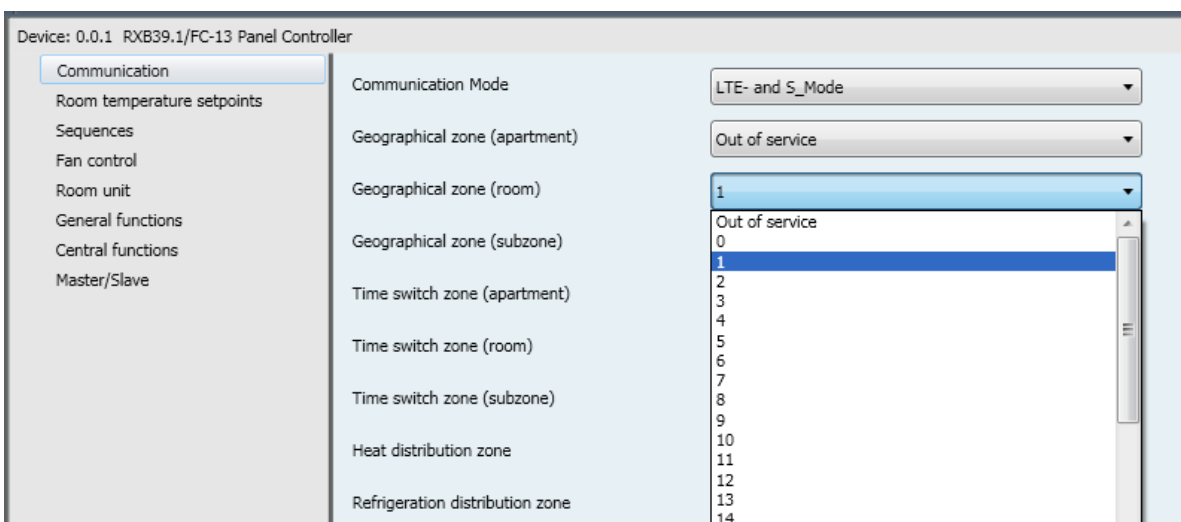 Device: 0.0.1 RXB39.1/FC-13 Panel Controller
Communication
Room temperature setpoints
Sequences
Fan control
Room unit
General functions
Central functions
Master/Slave
Communication Mode
LTE- and S_Mode
Geographical zone (apartment)
Out of service
Geographical zone (room)
1
Geographical zone (subzone)
Time switch zone (apartment)
Time switch zone (room)
Time switch zone (subzone)
Heat distribution zone
Refrigeration distribution zone
Out of service
0
1
2
3
4
5
6
7
8
9
10
11
12
13
14